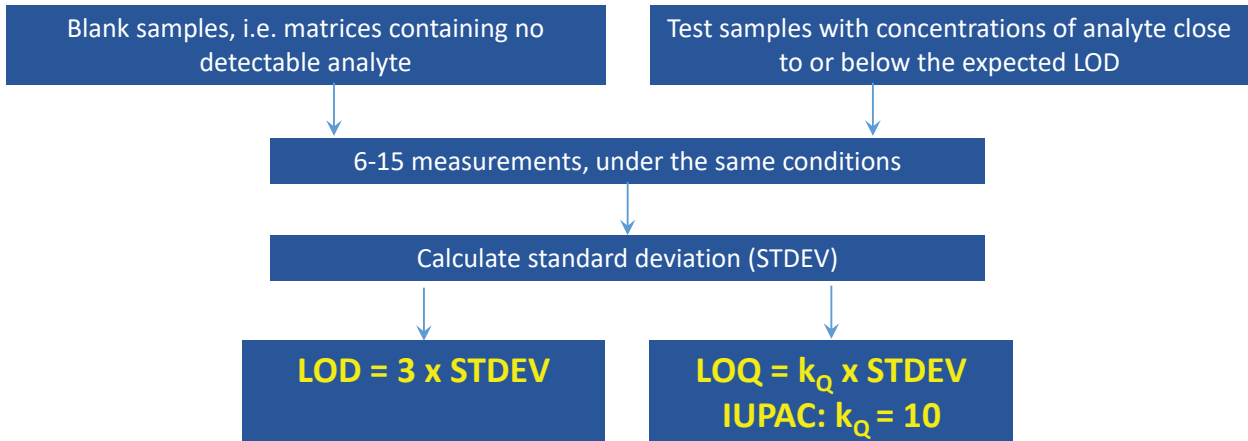 Blank samples, i.e. matrices containing no
detectable analyte
Test samples with concentrations of analyte close
to or below the expected LOD
6-15 measurements, under the same conditions
Calculate standard deviation (STDEV)
LOD = 3 x STDEV
LOQ = kQ x STDEV
IUPAC: kQ = 10